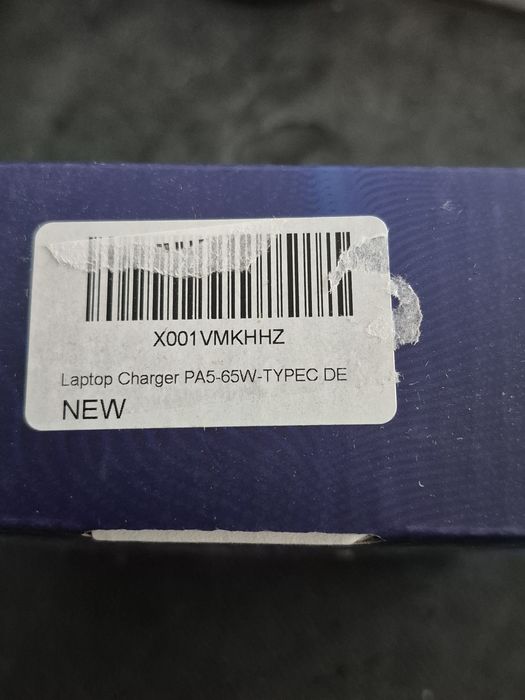 X001VMKHHZ
Laptop Charger PA5-65W-TYPEC DE
NEW